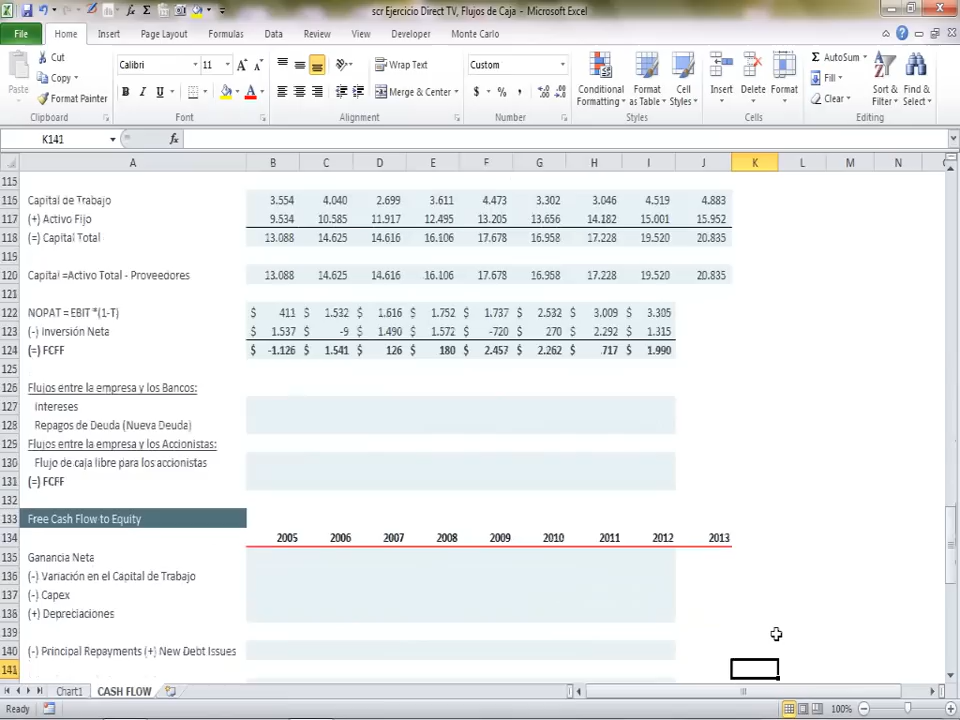 scr Ejercicio Direct TV, Flujos de Caja - Microsoft Excel
File Home Insert Page Layout Formulas Data Review View Developer Monte Carlo
Cut Calibri 11 Wrap Text Custom Σ AutoSum
Copy Fill
Paste Format Painter B I U Merge & Center $ % , Conditional Formatting Format as Table Cell Styles Insert Delete Format Clear Sort & Filter Find & Select
Clipboard Font Alignment Number Styles Cells Editing
K141 fx
A B C D E F G H I J K L M N
115
116 Capital de Trabajo 3.554 4.040 2.699 3.611 4.473 3.302 3.046 4.519 4.883
117 (+) Activo Fijo 9.534 10.585 11.917 12.495 13.205 13.656 14.182 15.001 15.952
118 (=) Capital Total 13.088 14.625 14.616 16.106 17.678 16.958 17.228 19.520 20.835
119
120 Capital =Activo Total - Proveedores 13.088 14.625 14.616 16.106 17.678 16.958 17.228 19.520 20.835
121
122 NOPAT = EBIT *(1-T) $ 411 $ 1.532 $ 1.616 $ 1.752 $ 1.737 $ 2.532 $ 3.009 $ 3.305
123 (-) Inversión Neta $ 1.537 $ -9 $ 1.490 $ 1.572 $ -720 $ 270 $ 2.292 $ 1.315
124 (=) FCFF $ -1.126 $ 1.541 $ 126 $ 180 $ 2.457 $ 2.262 $ 717 $ 1.990
125
126 Flujos entre la empresa y los Bancos:
127 Intereses
128 Repagos de Deuda (Nueva Deuda)
129 Flujos entre la empresa y los Accionistas:
130 Flujo de caja libre para los accionistas
131 (=) FCFF
132
133 Free Cash Flow to Equity
134 2005 2006 2007 2008 2009 2010 2011 2012 2013
135 Ganancia Neta
136 (-) Variación en el Capital de Trabajo
137 (-) Capex
138 (+) Depreciaciones
139
140 (-) Principal Repayments (+) New Debt Issues
141
Chart1 CASH FLOW
Ready 100%